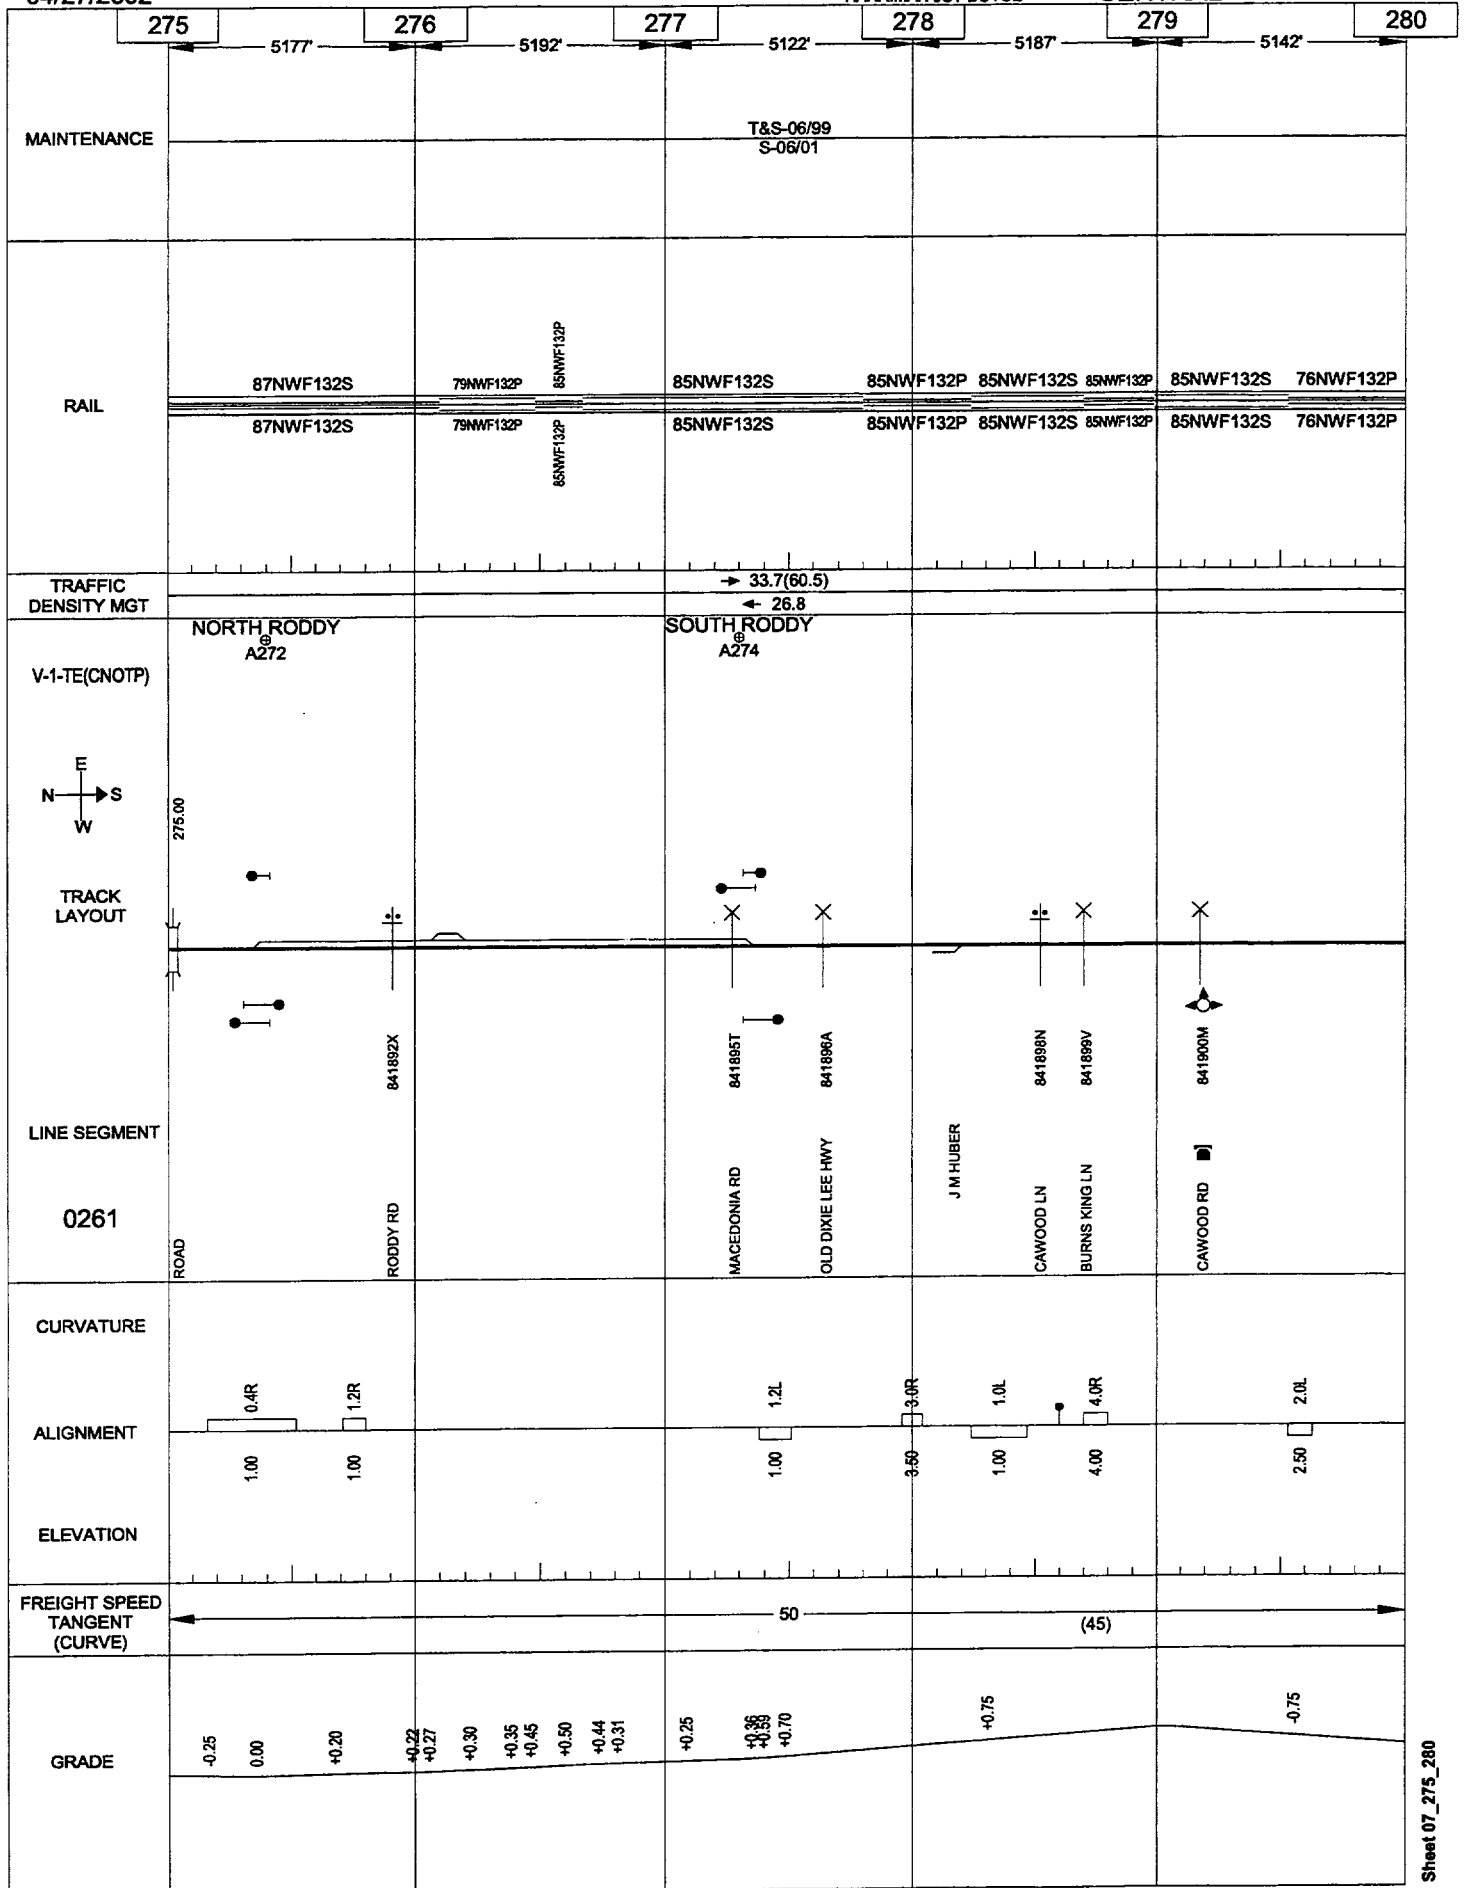 275 276 277 278 279 280
5177' 5192' 5122' 5187' 5142'
MAINTENANCE
T&S-06/99
S-06/01
RAIL
87NWF132S 79NWF132P 85NWF132P 85NWF132S 85NWF132P 85NWF132S 85NWF132P 85NWF132S 76NWF132P
87NWF132S 79NWF132P 85NWF132P 85NWF132S 85NWF132P 85NWF132S 85NWF132P 85NWF132S 76NWF132P
TRAFFIC
DENSITY MGT
→ 33.7(60.5)
← 26.8
NORTH RODDY
A272
SOUTH RODDY
A274
V-1-TE(CNOTP)
E
N S
W
275.00
TRACK
LAYOUT
841892X 841895T 841896A 841898N 841899V 841900M
LINE SEGMENT
0261
ROAD
RODDY RD
MACEDONIA RD
OLD DIXIE LEE HWY
J M HUBER
CAWOOD LN
BURNS KING LN
CAWOOD RD
CURVATURE
0.4R 1.2R 1.2L 3.0R 1.0L 4.0R 2.0L
ALIGNMENT
1.00 1.00 1.00 3.50 1.00 4.00 2.50
ELEVATION
FREIGHT SPEED
TANGENT
(CURVE)
50
(45)
GRADE
-0.25 0.00 +0.20 +0.22 +0.27 +0.30 +0.35 +0.45 +0.50 +0.44 +0.31 +0.25 +0.36 +0.59 +0.70 +0.75 -0.75
Sheet 07_275_280